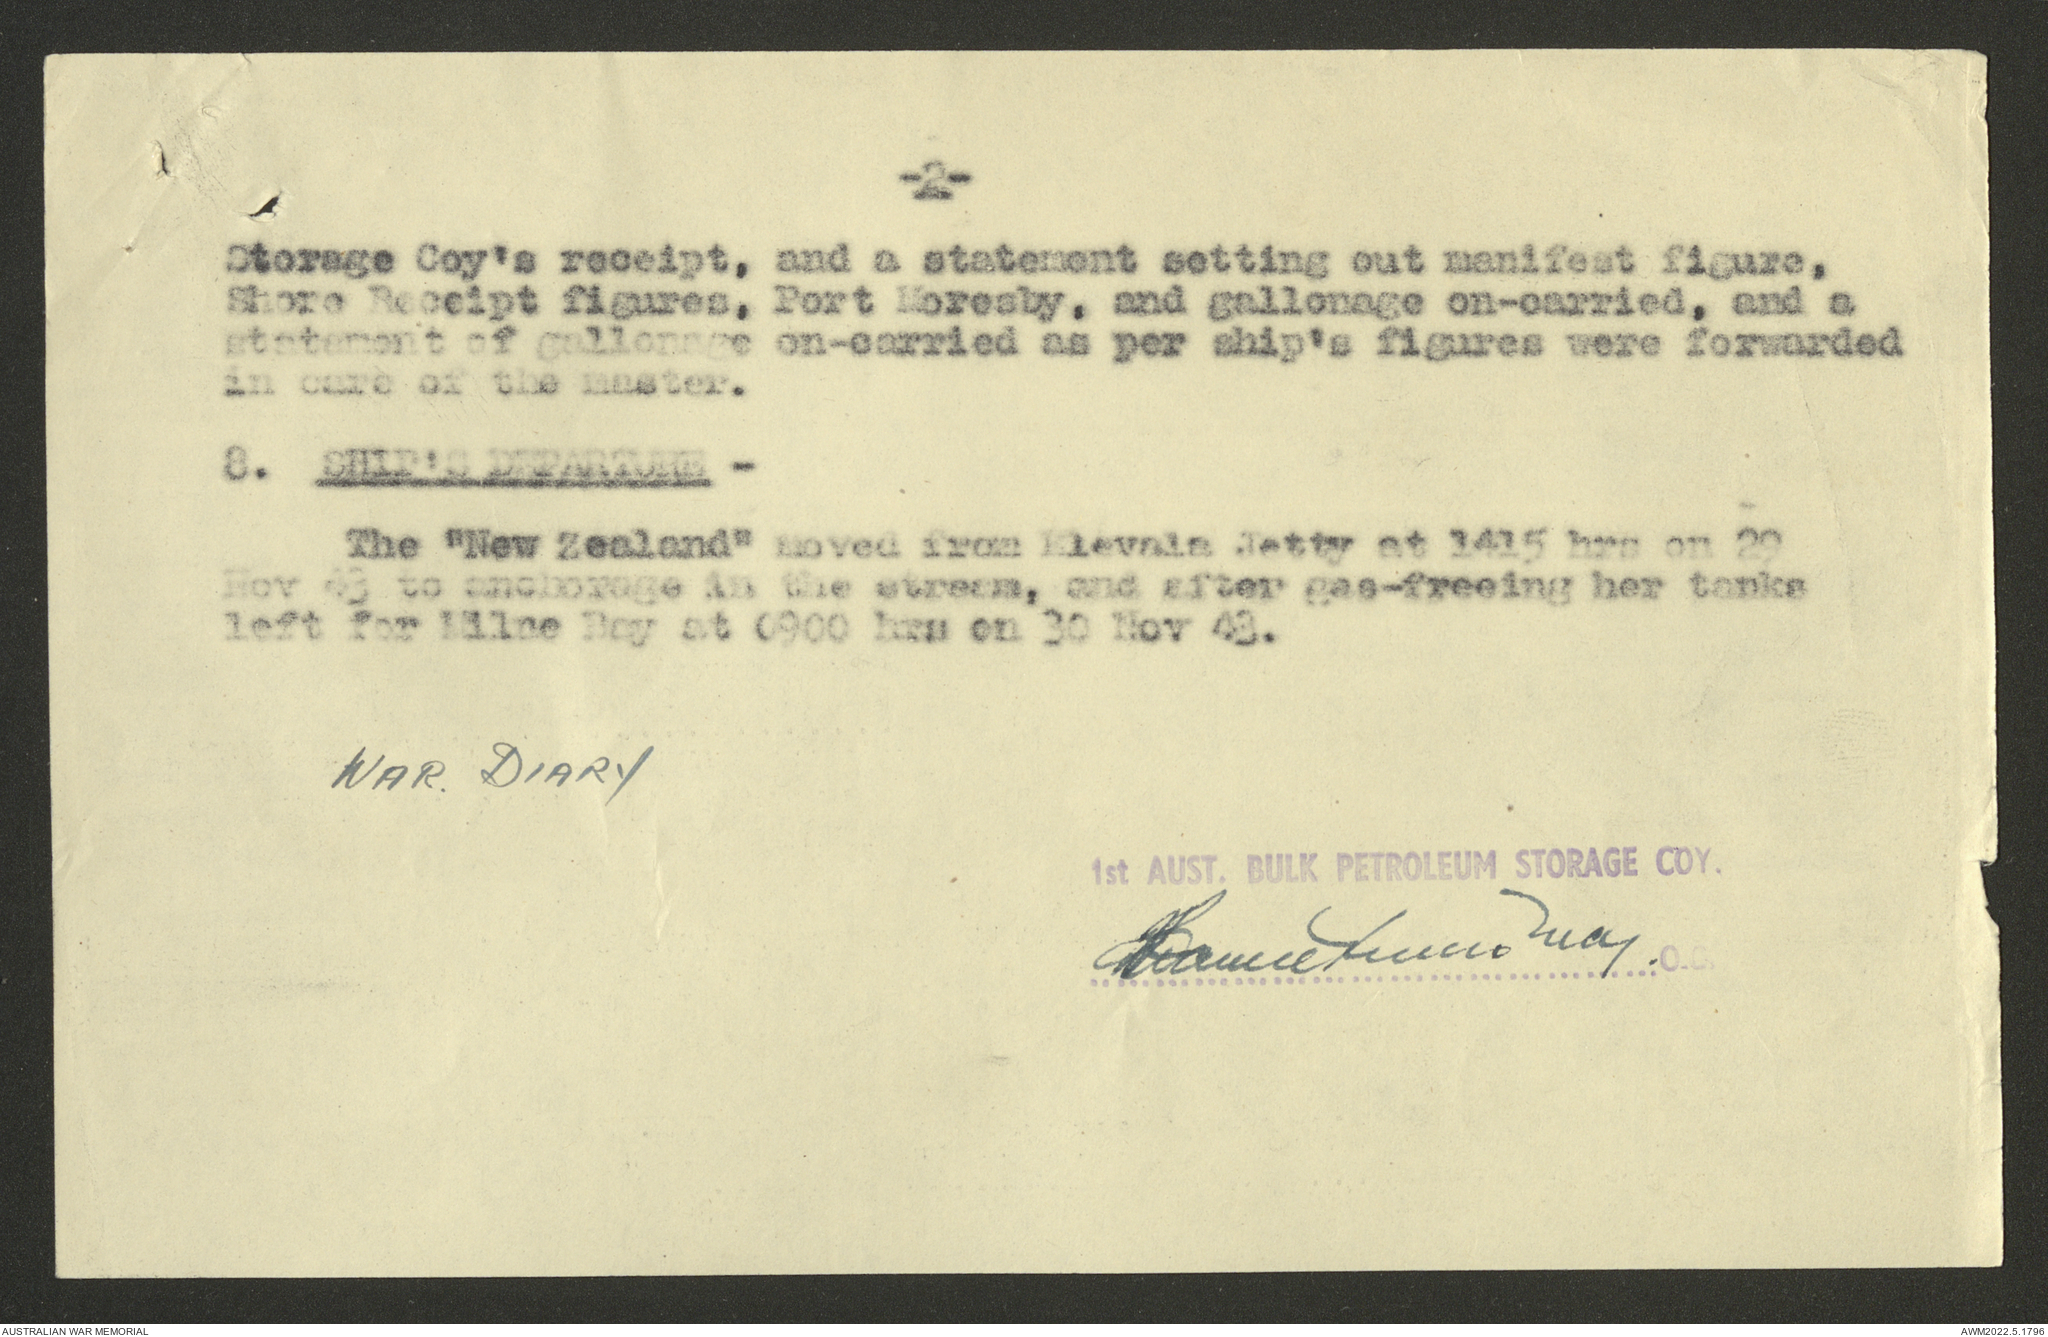 -2-
Storage Coy's receipt, and a statement setting out manifest figure,
Shore Receipt figures, Port Moresby, and gallonage on-carried, and a
statement of gallonage on-carried as per ship's figures were forwarded
in care of the master.
8. SHIP'S DEPARTURE -
The "New Zealand" moved from Elevala Jetty at 1415 hrs on 29
Nov 43 to anchorage in the stream, and after gas-freeing her tanks
left for Milne Bay at 0900 hrs on 30 Nov 43.
WAR. DIARY
1st AUST. BULK PETROLEUM STORAGE COY.
O.C.
AUSTRALIAN WAR MEMORIAL
AWM2022.5.1796